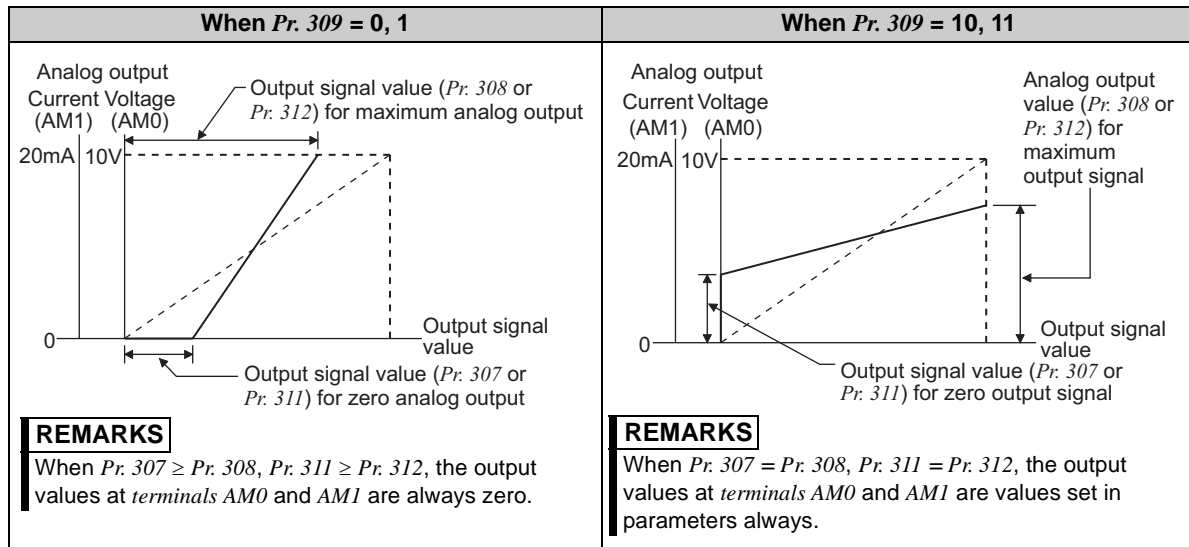 When Pr. 309 = 0, 1
Analog output
Current Voltage
(AM1) (AM0)
Output signal value (Pr. 308 or
Pr. 312) for maximum analog output
20mA 10V
0
Output signal
value
Output signal value (Pr. 307 or
Pr. 311) for zero analog output
REMARKS
When Pr. 307 ≥ Pr. 308, Pr. 311 ≥ Pr. 312, the output
values at terminals AM0 and AM1 are always zero.
When Pr. 309 = 10, 11
Analog output
Current Voltage
(AM1) (AM0)
20mA 10V
Analog output
value (Pr. 308 or
Pr. 312) for
maximum
output signal
0
Output signal
value
Output signal value (Pr. 307 or
Pr. 311) for zero output signal
REMARKS
When Pr. 307 = Pr. 308, Pr. 311 = Pr. 312, the output
values at terminals AM0 and AM1 are values set in
parameters always.